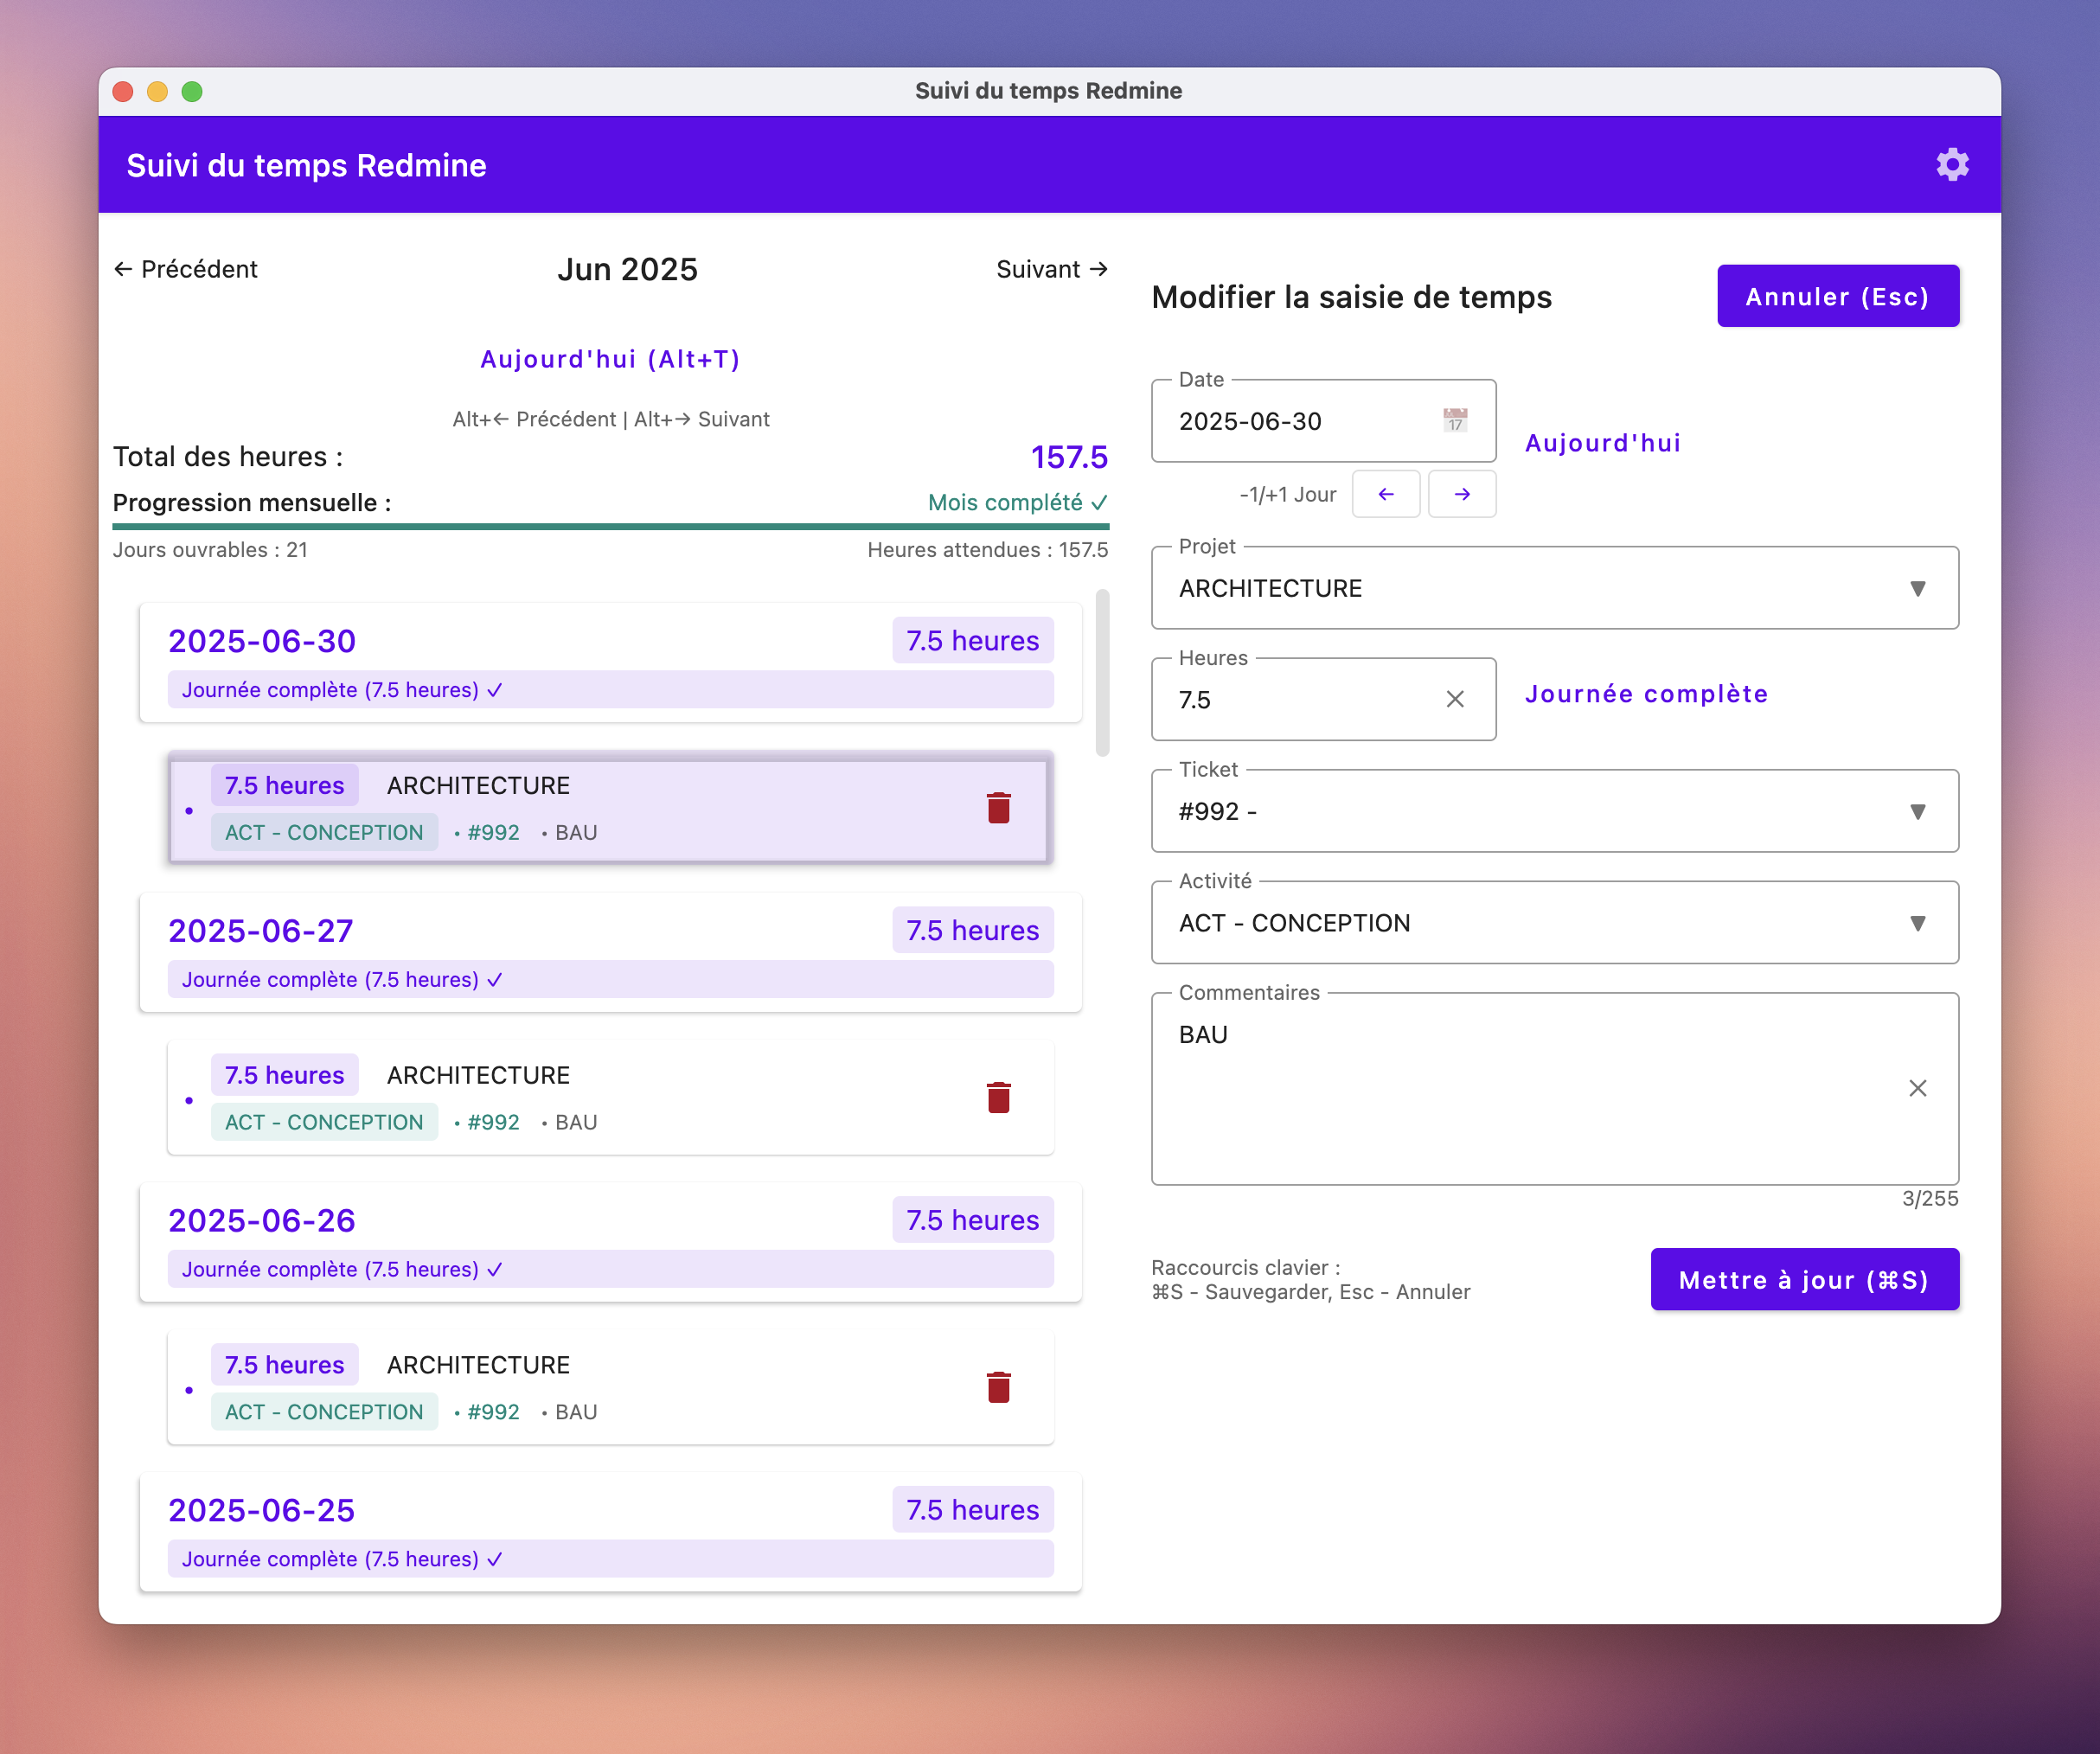 Suivi du temps Redmine
Suivi du temps Redmine
← Précédent
Jun 2025
Suivant →
Aujourd'hui (Alt+T)
Alt+← Précédent | Alt+→ Suivant
Total des heures :
157.5
Progression mensuelle :
Mois complété ✓
Jours ouvrables : 21
Heures attendues : 157.5
2025-06-30
7.5 heures
Journée complète (7.5 heures) ✓
7.5 heures
ARCHITECTURE
ACT - CONCEPTION
• #992
• BAU
2025-06-27
7.5 heures
Journée complète (7.5 heures) ✓
7.5 heures
ARCHITECTURE
ACT - CONCEPTION
• #992
• BAU
2025-06-26
7.5 heures
Journée complète (7.5 heures) ✓
7.5 heures
ARCHITECTURE
ACT - CONCEPTION
• #992
• BAU
2025-06-25
7.5 heures
Journée complète (7.5 heures) ✓
Modifier la saisie de temps
Annuler (Esc)
Date
2025-06-30
17
Aujourd'hui
-1/+1 Jour
←
→
Projet
ARCHITECTURE
Heures
7.5
Journée complète
Ticket
#992 -
Activité
ACT - CONCEPTION
Commentaires
BAU
3/255
Raccourcis clavier :
⌘S - Sauvegarder, Esc - Annuler
Mettre à jour (⌘S)